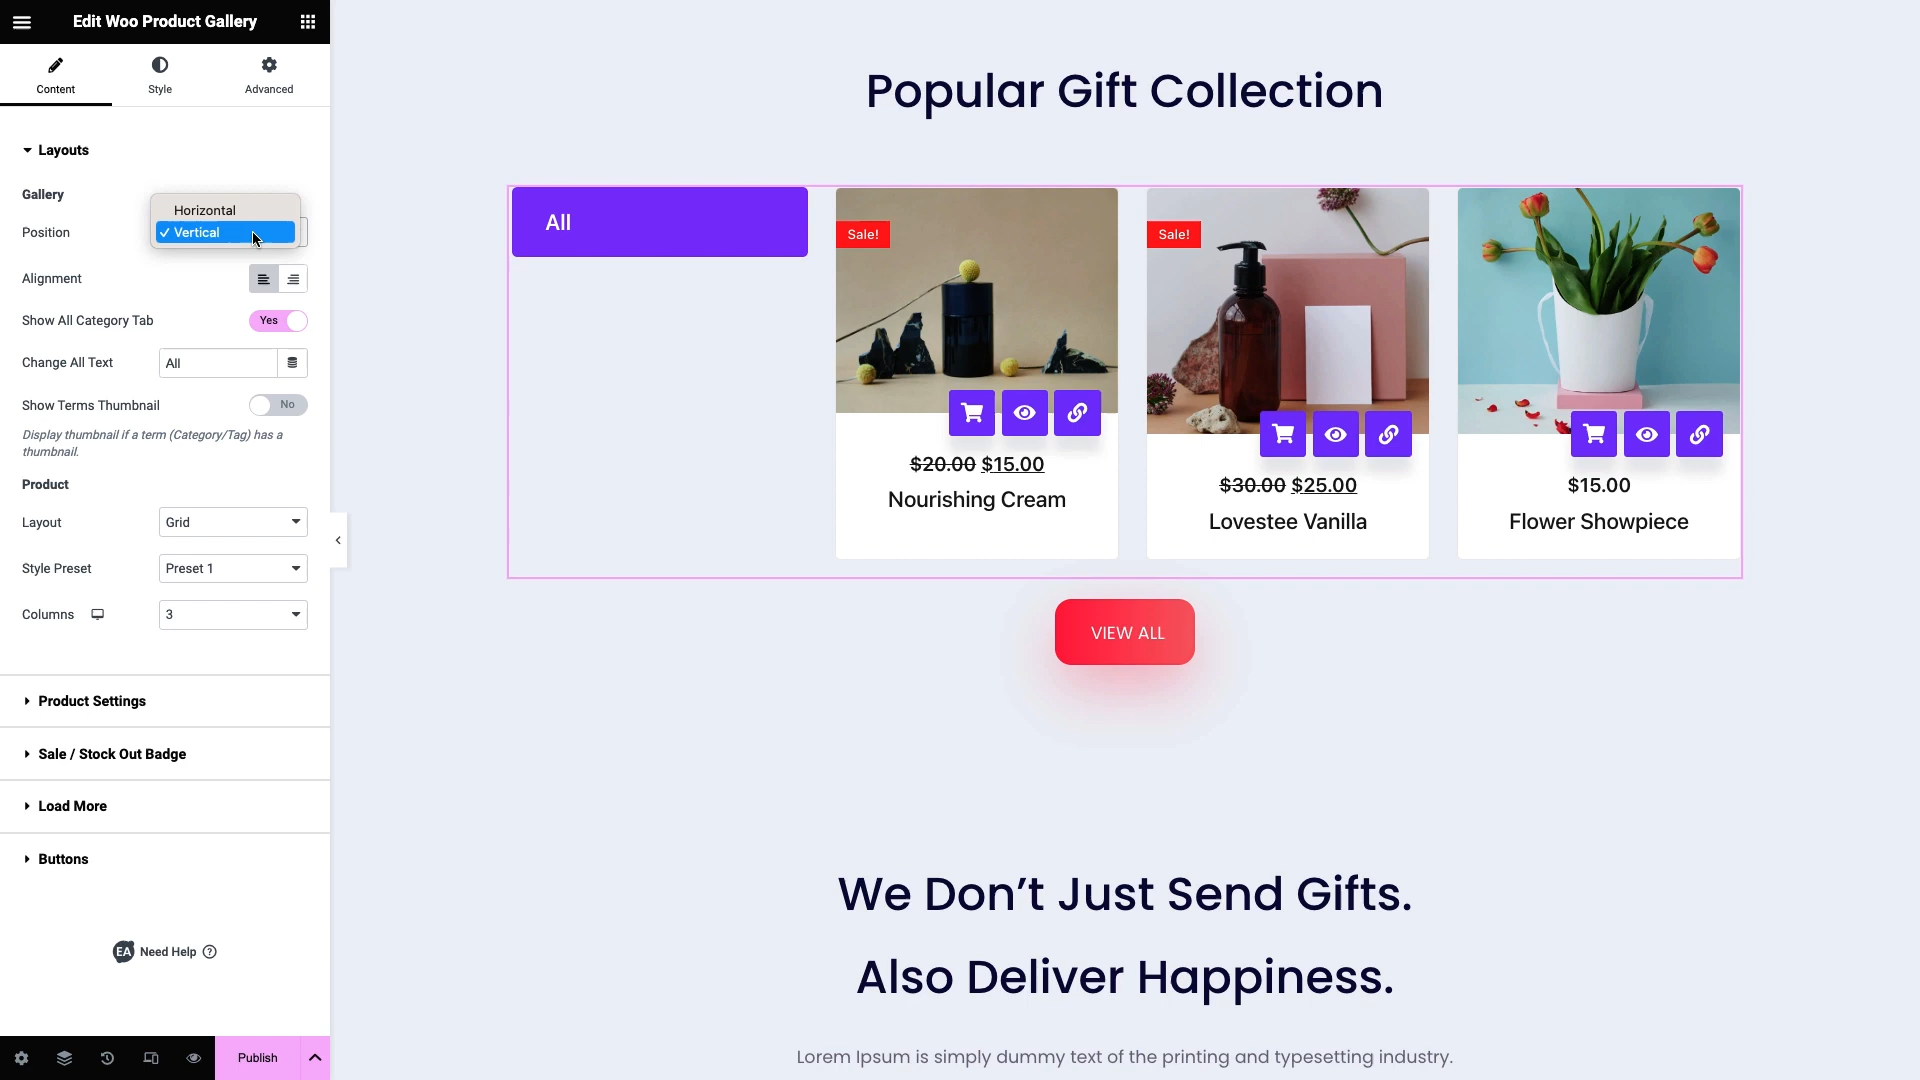 Edit Woo Product Gallery
Content
Style
Advanced
Layouts
Gallery
Position
Horizontal
✓ Vertical
Alignment
Show All Category Tab
Yes
Change All Text
All
Show Terms Thumbnail
No
Display thumbnail if a term (Category/Tag) has a
thumbnail.
Product
Layout
Grid
Style Preset
Preset 1
Columns
3
Product Settings
Sale / Stock Out Badge
Load More
Buttons
EA Need Help ?
Publish
Popular Gift Collection
All
Sale!
$20.00 $15.00
Nourishing Cream
Sale!
$30.00 $25.00
Lovestee Vanilla
$15.00
Flower Showpiece
VIEW ALL
We Don’t Just Send Gifts.
Also Deliver Happiness.
Lorem Ipsum is simply dummy text of the printing and typesetting industry.